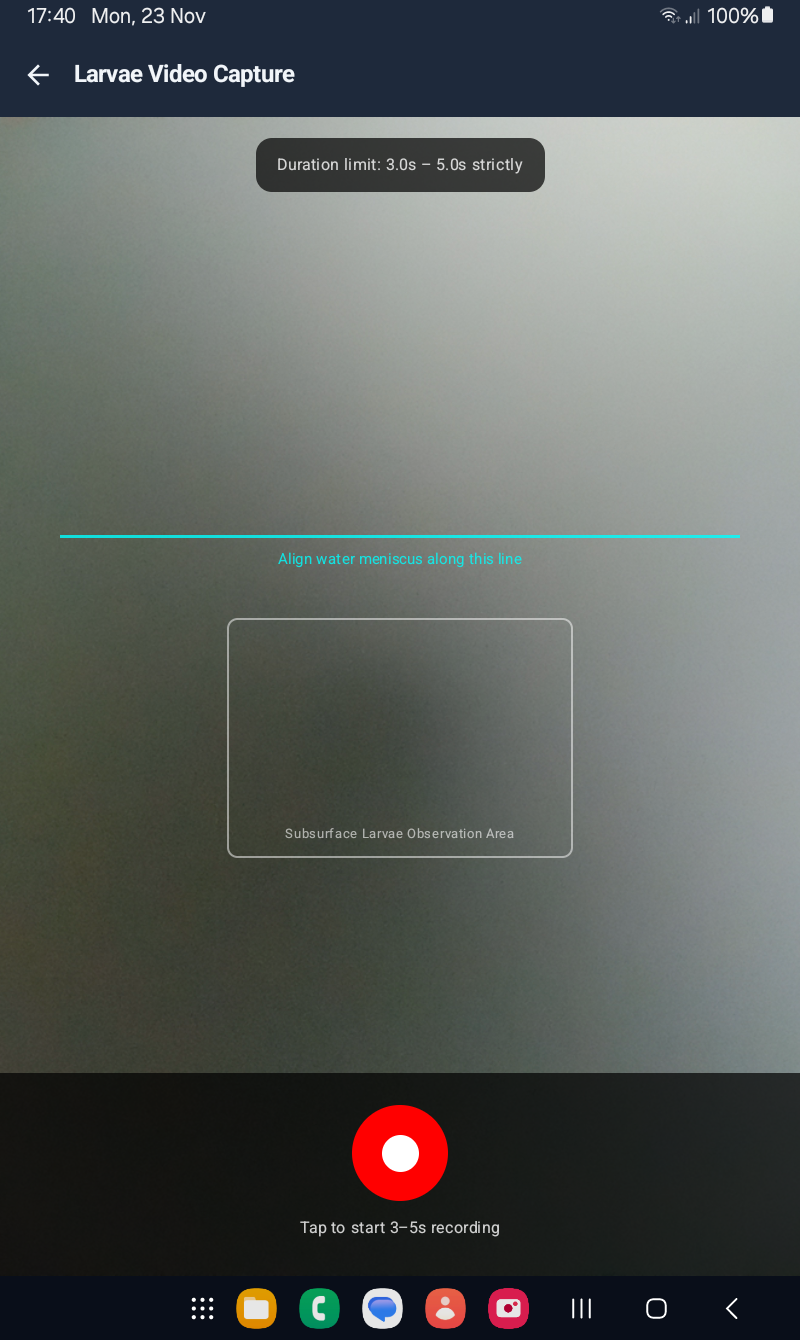 17:40 Mon, 23 Nov 100%
Larvae Video Capture
Duration limit: 3.0s – 5.0s strictly
Align water meniscus along this line
Subsurface Larvae Observation Area
Tap to start 3–5s recording